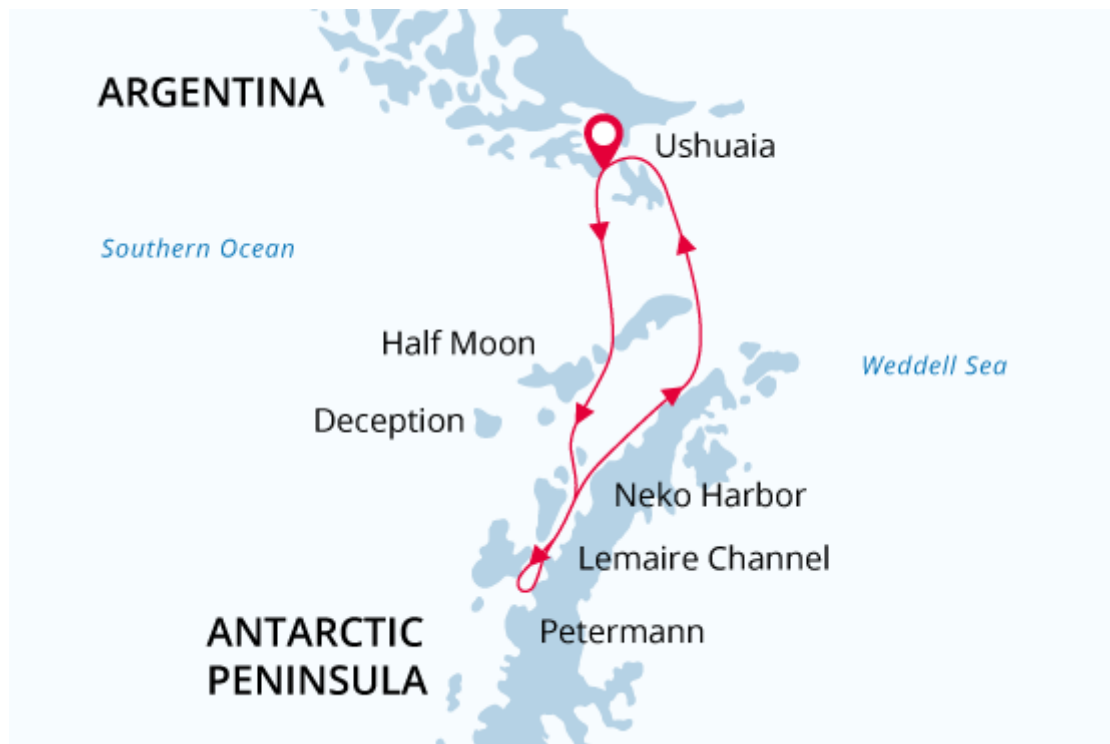 ARGENTINA
Ushuaia
Southern Ocean
Half Moon
Weddell Sea
Deception
Neko Harbor
Lemaire Channel
Petermann
ANTARCTIC
PENINSULA